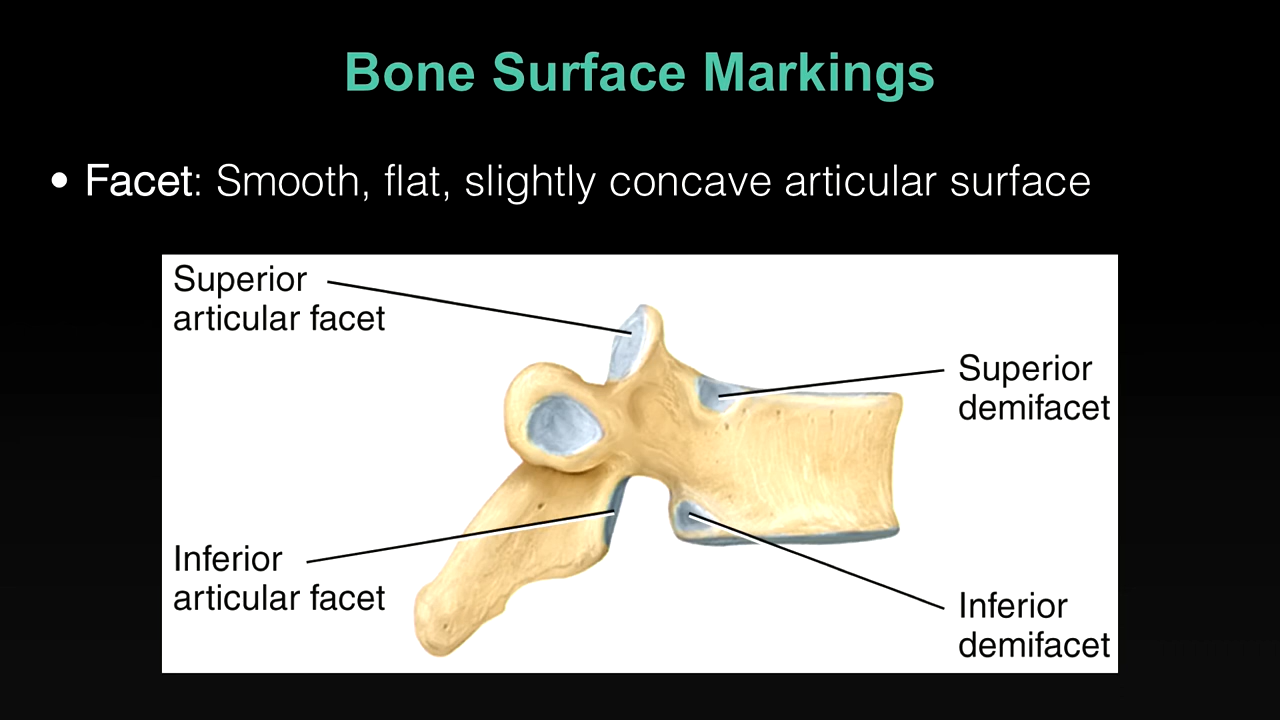 Bone Surface Markings
• Facet: Smooth, flat, slightly concave articular surface
Superior
articular facet
Superior
demifacet
Inferior
articular facet
Inferior
demifacet